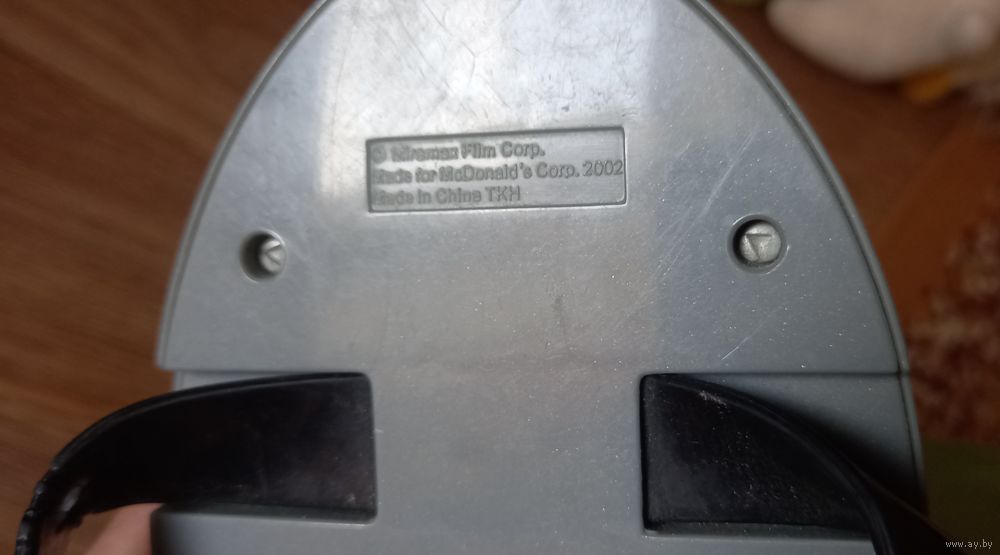 © Miramax Film Corp.
Made for McDonald's Corp. 2002
Made in China TKH
www.ay.by